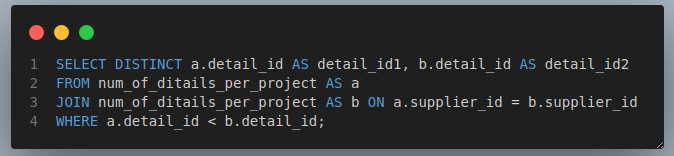 1 SELECT DISTINCT a.detail_id AS detail_id1, b.detail_id AS detail_id2
2 FROM num_of_ditails_per_project AS a
3 JOIN num_of_ditails_per_project AS b ON a.supplier_id = b.supplier_id
4 WHERE a.detail_id < b.detail_id;